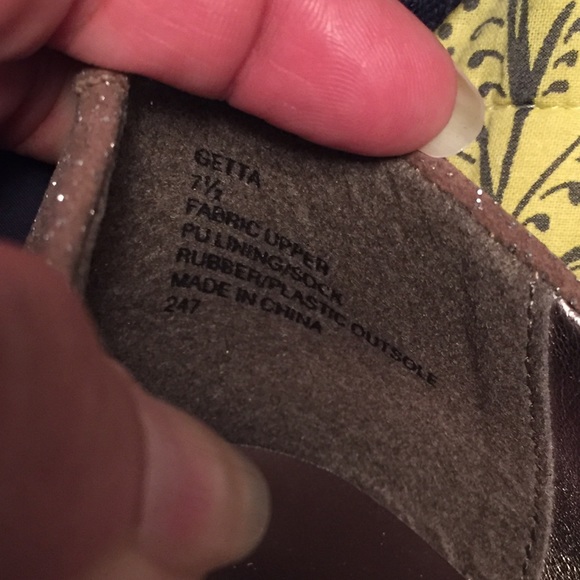 GETTA
7½
FABRIC UPPER
PU LINING/SOCK
RUBBER/PLASTIC OUTSOLE
MADE IN CHINA
247